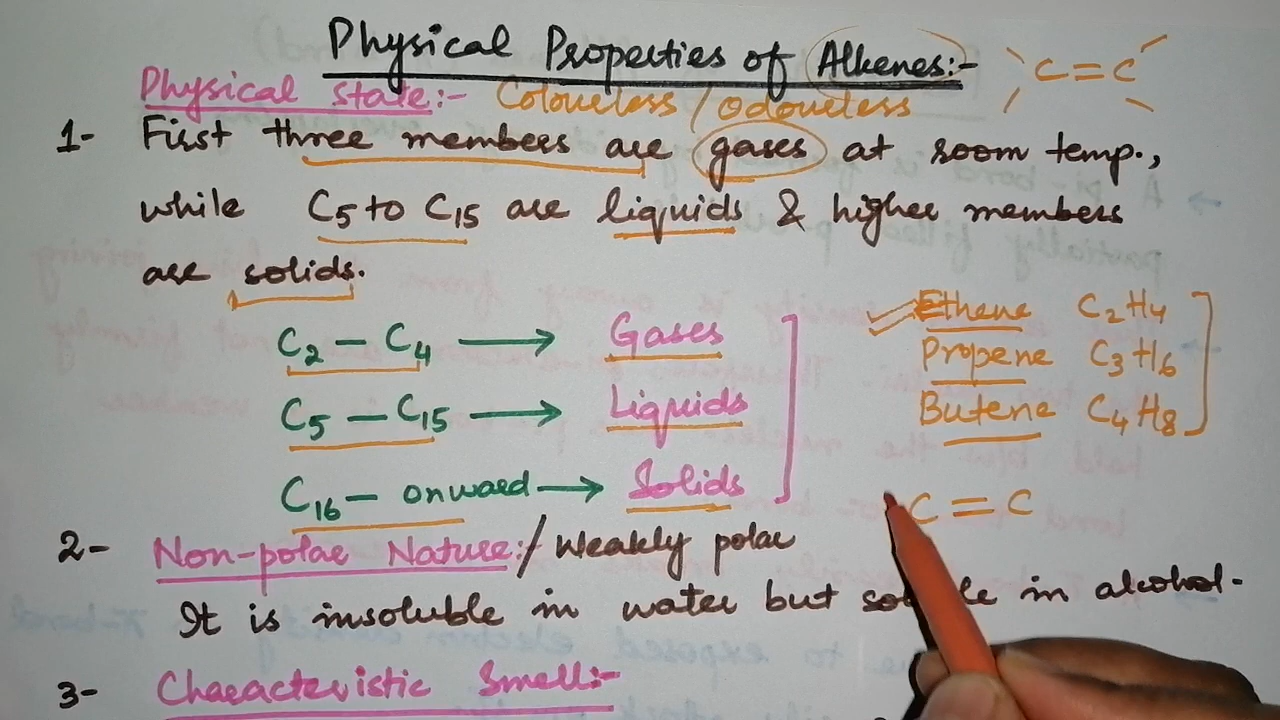 Physical Properties of Alkenes:-
C=C
Physical state:- Colourless / Odourless
1- First three members are gases at room temp.,
while C5 to C15 are liquids & higher members
are solids.
C2 - C4 → Gases
C5 - C15 → Liquids
C16 - onward → Solids
Ethene C2H4
Propene C3H6
Butene C4H8
C=C
2- Non-polar Nature:- / Weakly polar
It is insoluble in water but in alcohol.
3- Characteristic Smell:-